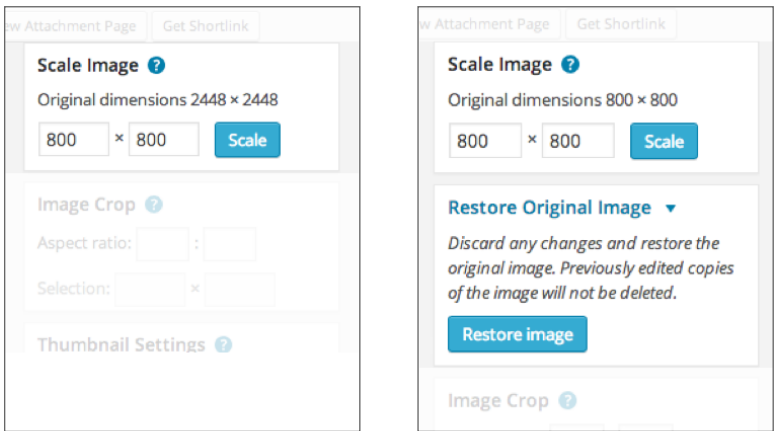 ew Attachment Page Get Shortlink
Scale Image ?
Original dimensions 2448 × 2448
800 × 800 Scale
Image Crop ?
Aspect ratio: :
Selection: ×
Thumbnail Settings ?
w Attachment Page Get Shortlink
Scale Image ?
Original dimensions 800 × 800
800 × 800 Scale
Restore Original Image
Discard any changes and restore the
original image. Previously edited copies
of the image will not be deleted.
Restore image
Image Crop ?